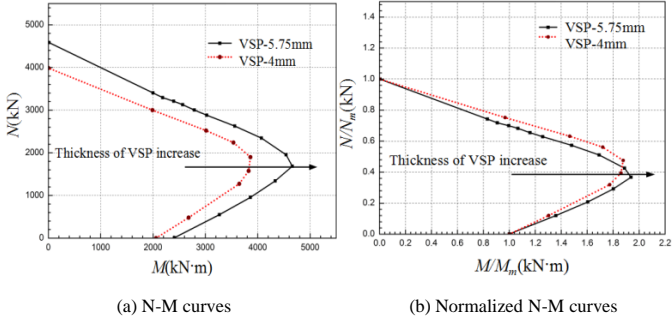 VSP-5.75mm
VSP-4mm
N(kN)
5000
4000
3000
2000
1000
0
Thickness of VSP increase
0 1000 2000 3000 4000 5000
M(kN·m)
(a) N-M curves
VSP-5.75mm
VSP-4mm
N/Nm(kN)
1.4
1.2
1.0
0.8
0.6
0.4
0.2
0.0
Thickness of VSP increase
0.0 0.2 0.4 0.6 0.8 1.0 1.2 1.4 1.6 1.8 2.0 2.2
M/Mm(kN·m)
(b) Normalized N-M curves